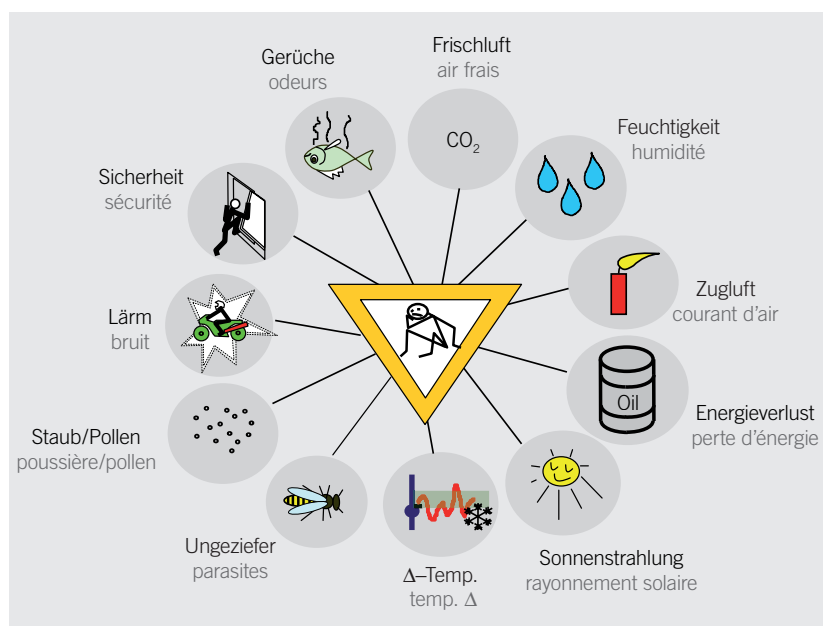 Frischluft
air frais
CO₂
Feuchtigkeit
humidité
Zugluft
courant d'air
Oil
Energieverlust
perte d'énergie
Sonnenstrahlung
rayonnement solaire
Δ–Temp.
temp. Δ
Ungeziefer
parasites
Staub/Pollen
poussière/pollen
Lärm
bruit
Sicherheit
sécurité
Gerüche
odeurs